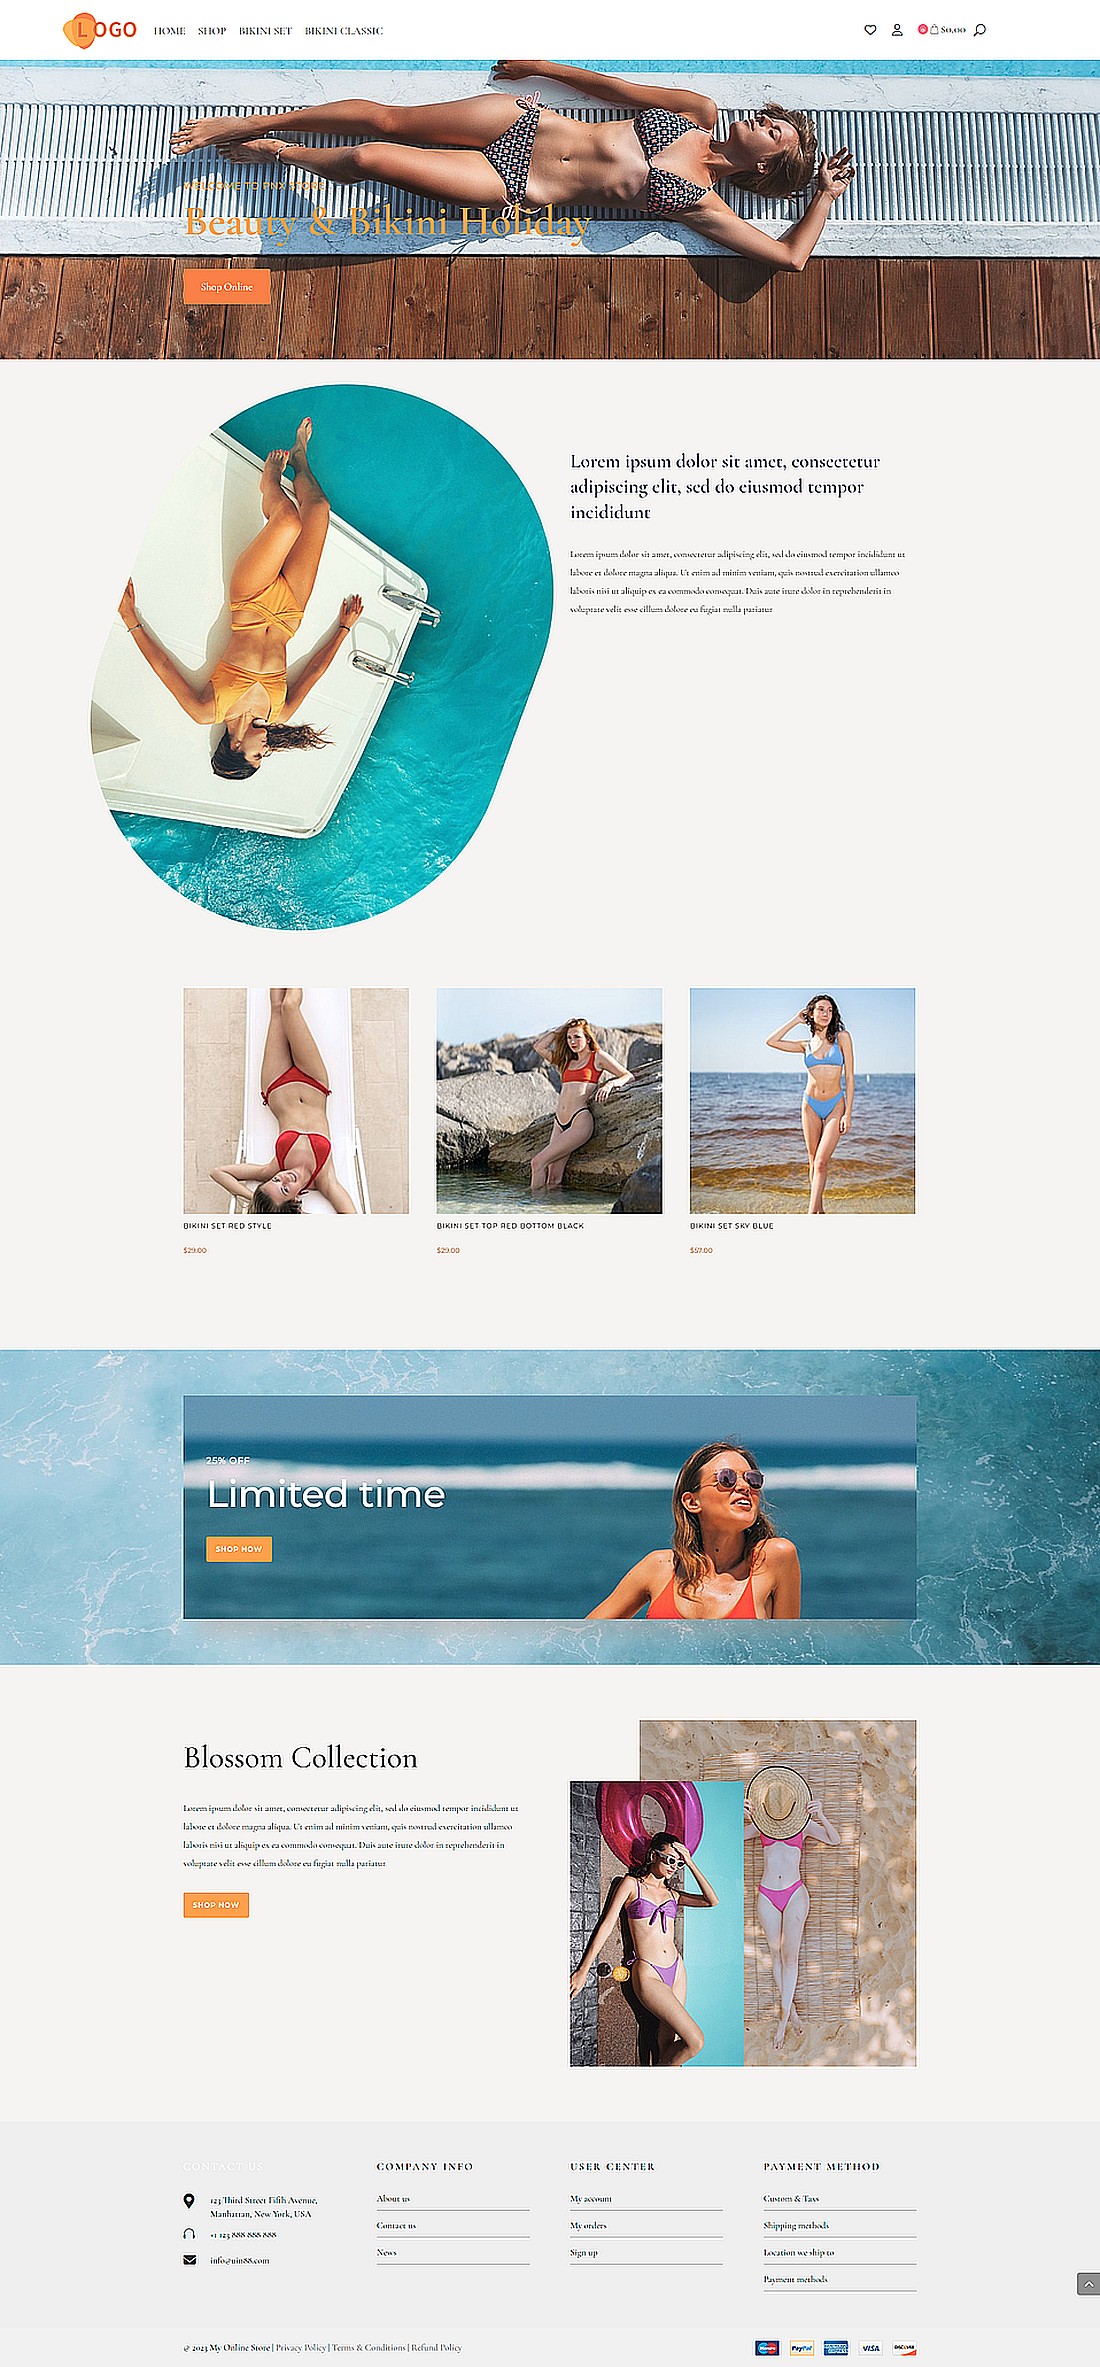 LOGO
HOME SHOP BIKINI SET BIKINI CLASSIC
0 $0.00
WELCOME TO PNX STORE
Beauty & Bikini Holiday
Shop Online
Lorem ipsum dolor sit amet, consectetur
adipiscing elit, sed do eiusmod tempor
incididunt
Lorem ipsum dolor sit amet, consectetur adipiscing elit, sed do eiusmod tempor incididunt ut
labore et dolore magna aliqua. Ut enim ad minim veniam, quis nostrud exercitation ullamco
laboris nisi ut aliquip ex ea commodo consequat. Duis aute irure dolor in reprehenderit in
voluptate velit esse cillum dolore eu fugiat nulla pariatur
BIKINI SET RED STYLE
$29.00
BIKINI SET TOP RED BOTTOM BLACK
$29.00
BIKINI SET SKY BLUE
$57.00
25% OFF
Limited time
SHOP NOW
Blossom Collection
Lorem ipsum dolor sit amet, consectetur adipiscing elit, sed do eiusmod tempor incididunt ut
labore et dolore magna aliqua. Ut enim ad minim veniam, quis nostrud exercitation ullamco
laboris nisi ut aliquip ex ea commodo consequat. Duis aute irure dolor in reprehenderit in
voluptate velit esse cillum dolore eu fugiat nulla pariatur
SHOP NOW
CONTACT US
123 Third Street Fifth Avenue,
Manhattan, New York, USA
+1 123 888 888 888
info@uin88.com
COMPANY INFO
About us
Contact us
News
USER CENTER
My account
My orders
Sign up
PAYMENT METHOD
Custom & Taxs
Shipping methods
Location we ship to
Payment methods
@ 2023 My Online Store | Privacy Policy | Terms & Conditions | Refund Policy
Maestro PayPal AMERICAN EXPRESS VISA DISCOVER